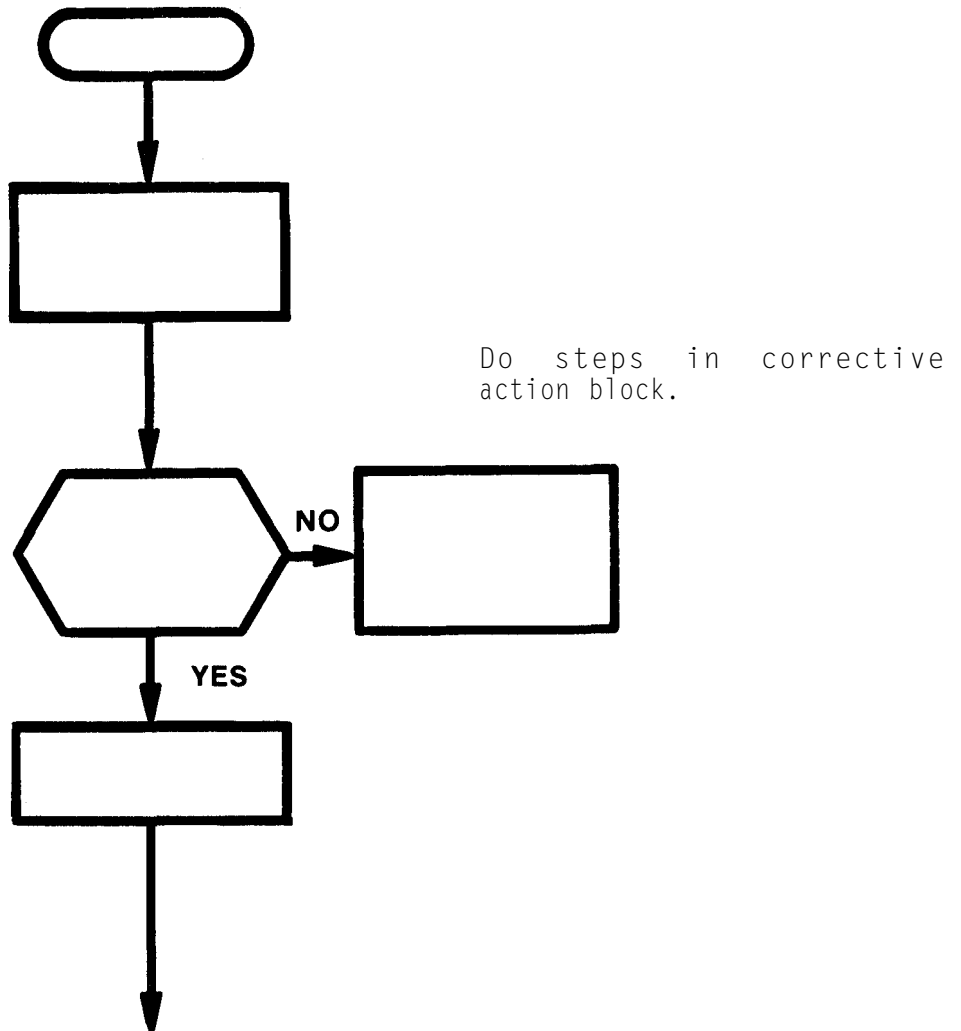 Do steps in corrective
action block.
NO
YES